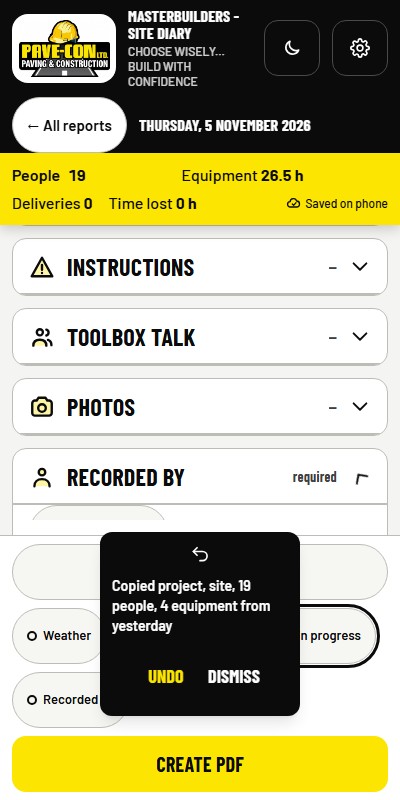 PAVE-CON LTD.
PAVING & CONSTRUCTION
MASTERBUILDERS -
SITE DIARY
CHOOSE WISELY...
BUILD WITH
CONFIDENCE
← All reports
THURSDAY, 5 NOVEMBER 2026
People 19
Equipment 26.5 h
Deliveries 0
Time lost 0 h
Saved on phone
INSTRUCTIONS –
TOOLBOX TALK –
PHOTOS –
RECORDED BY required
Copied project, site, 19
people, 4 equipment from
yesterday
UNDO DISMISS
Weather
n progress
Recorded
CREATE PDF